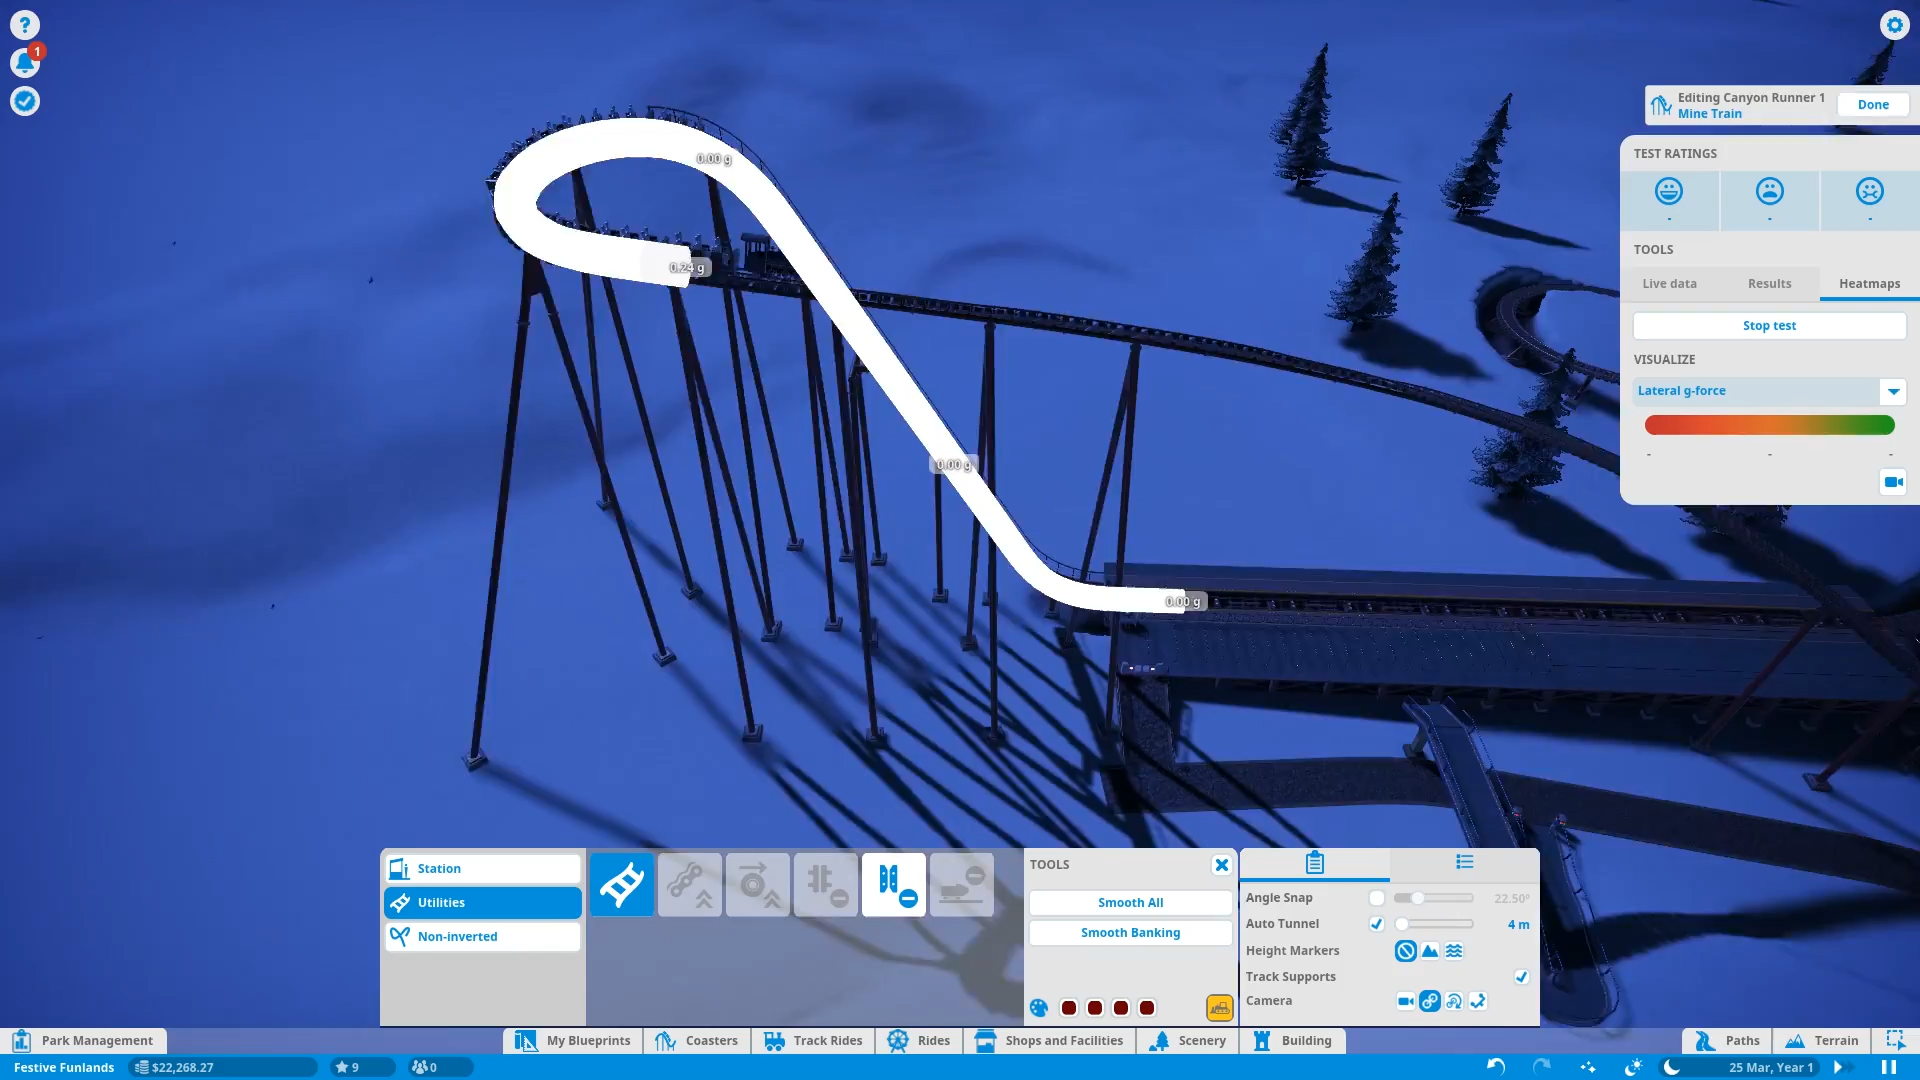 ?
1
Editing Canyon Runner 1
Mine Train
Done
TEST RATINGS
- - -
TOOLS
Live data Results Heatmaps
Stop test
VISUALIZE
Lateral g-force
- - -
0.00 g
0.24 g
0.00 g
0.00 g
Station
Utilities
Non-inverted
TOOLS
Smooth All
Smooth Banking
Angle Snap 22.50°
Auto Tunnel 4 m
Height Markers
Track Supports
Camera
Park Management My Blueprints Coasters Track Rides Rides Shops and Facilities Scenery Building Paths Terrain
Festive Funlands $22,268.27 9 0 25 Mar, Year 1